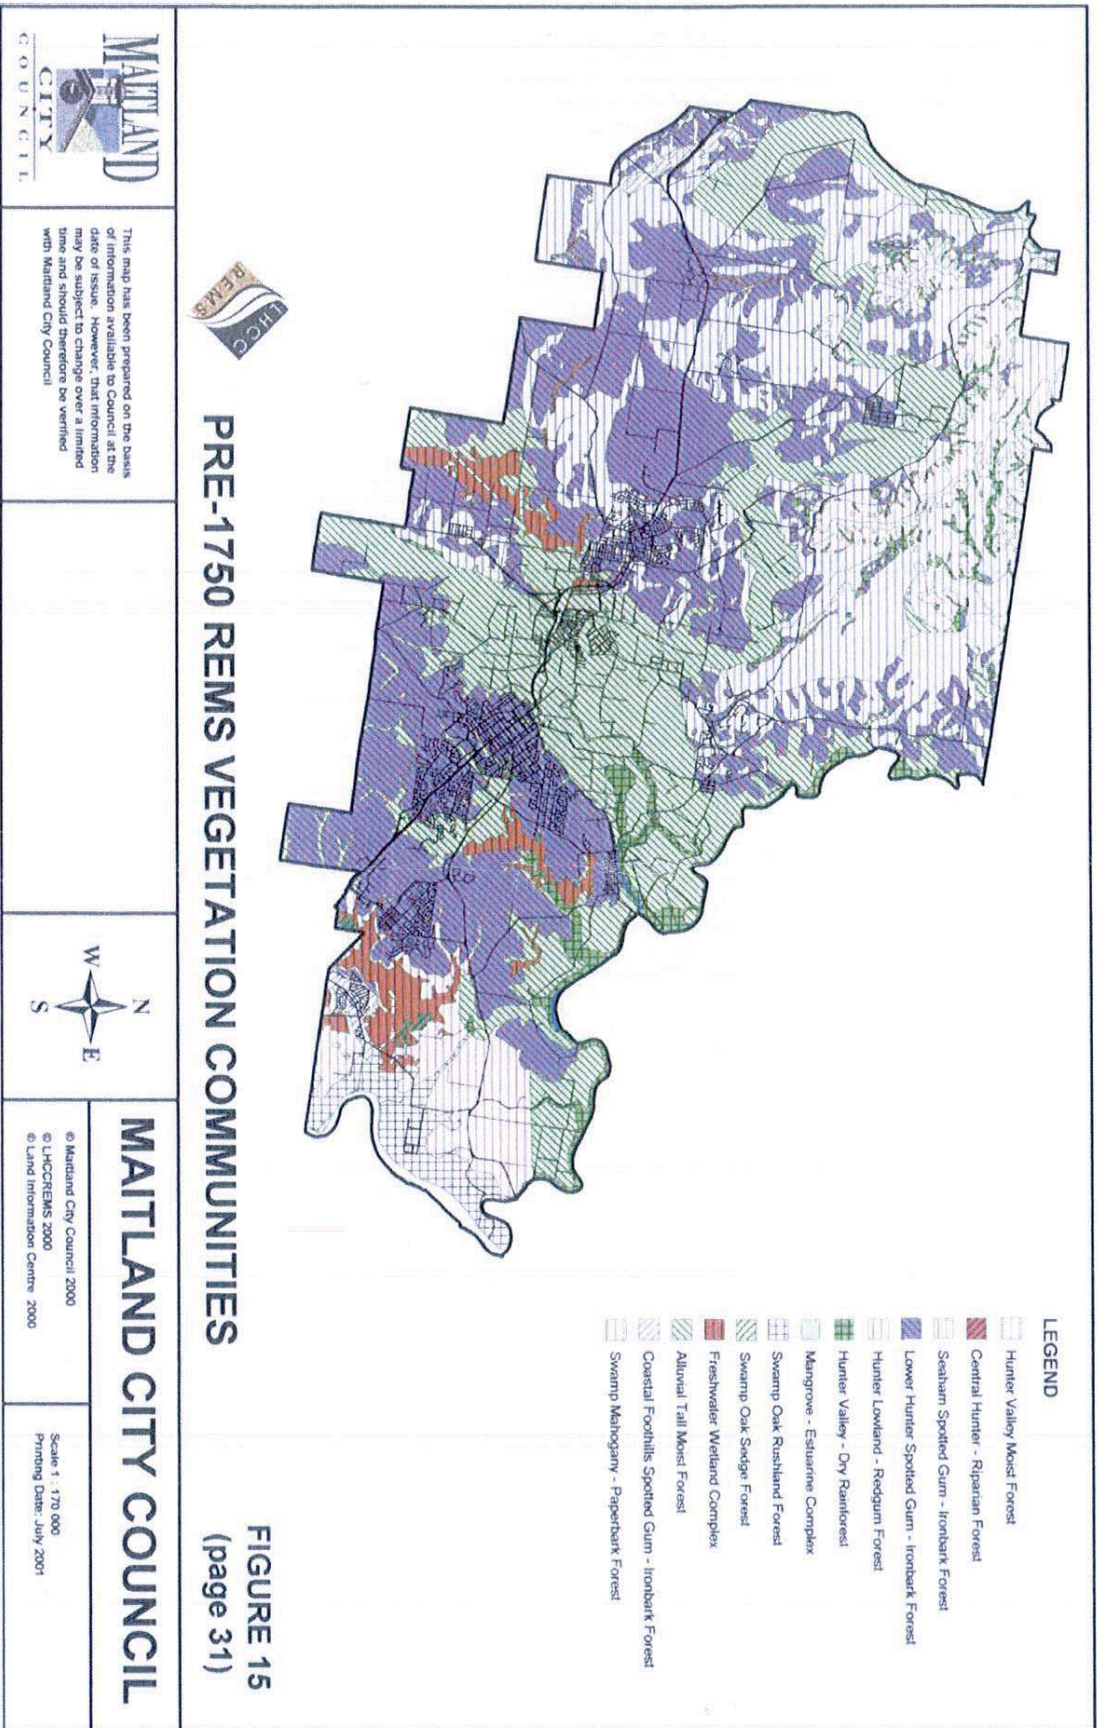 LEGEND
Hunter Valley Moist Forest
Central Hunter - Riparian Forest
Seaham Spotted Gum - Ironbark Forest
Lower Hunter Spotted Gum - Ironbark Forest
Hunter Lowland - Redgum Forest
Hunter Valley - Dry Rainforest
Mangrove - Estuarine Complex
Swamp Oak Rushland Forest
Swamp Oak Sedge Forest
Freshwater Wetland Complex
Alluvial Tall Moist Forest
Coastal Foothills Spotted Gum - Ironbark Forest
Swamp Mahogany - Paperbark Forest
LHCC
REMS
PRE-1750 REMS VEGETATION COMMUNITIES
FIGURE 15
(page 31)
MAITLAND
CITY
COUNCIL
This map has been prepared on the basis
of information available to Council at the
date of issue. However, that information
may be subject to change over a limited
time and should therefore be verified
with Maitland City Council
N
W
E
S
MAITLAND CITY COUNCIL
© Maitland City Council 2000
© LHCCREMS 2000
© Land Information Centre 2000
Scale 1 : 170 000
Printing Date: July 2001